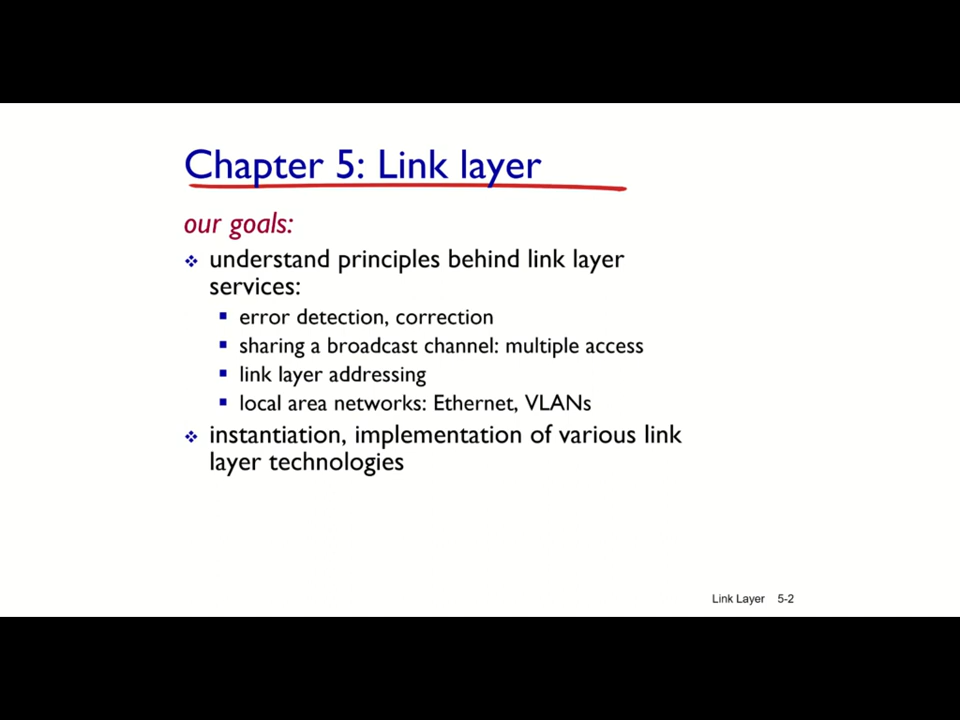 Chapter 5: Link layer
our goals:
❖ understand principles behind link layer
services:
▪ error detection, correction
▪ sharing a broadcast channel: multiple access
▪ link layer addressing
▪ local area networks: Ethernet, VLANs
❖ instantiation, implementation of various link
layer technologies
Link Layer 5-2